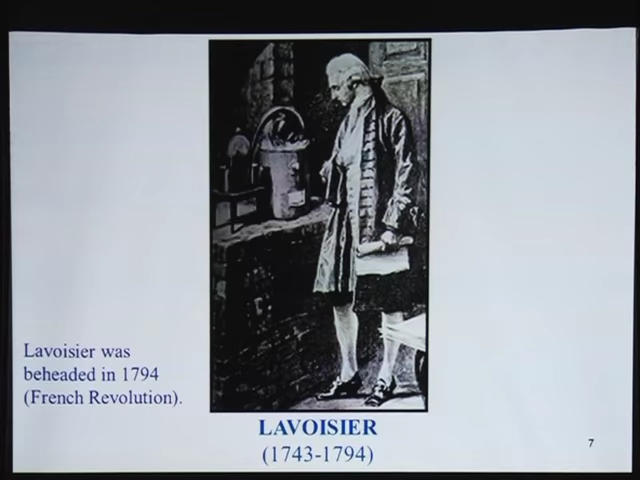 Lavoisier was
beheaded in 1794
(French Revolution).
LAVOISIER
(1743-1794)
7